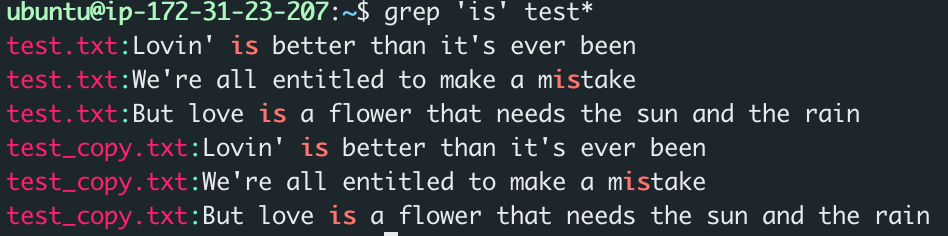 ubuntu@ip-172-31-23-207:~$ grep 'is' test*
test.txt:Lovin' is better than it's ever been
test.txt:We're all entitled to make a mistake
test.txt:But love is a flower that needs the sun and the rain
test_copy.txt:Lovin' is better than it's ever been
test_copy.txt:We're all entitled to make a mistake
test_copy.txt:But love is a flower that needs the sun and the rain